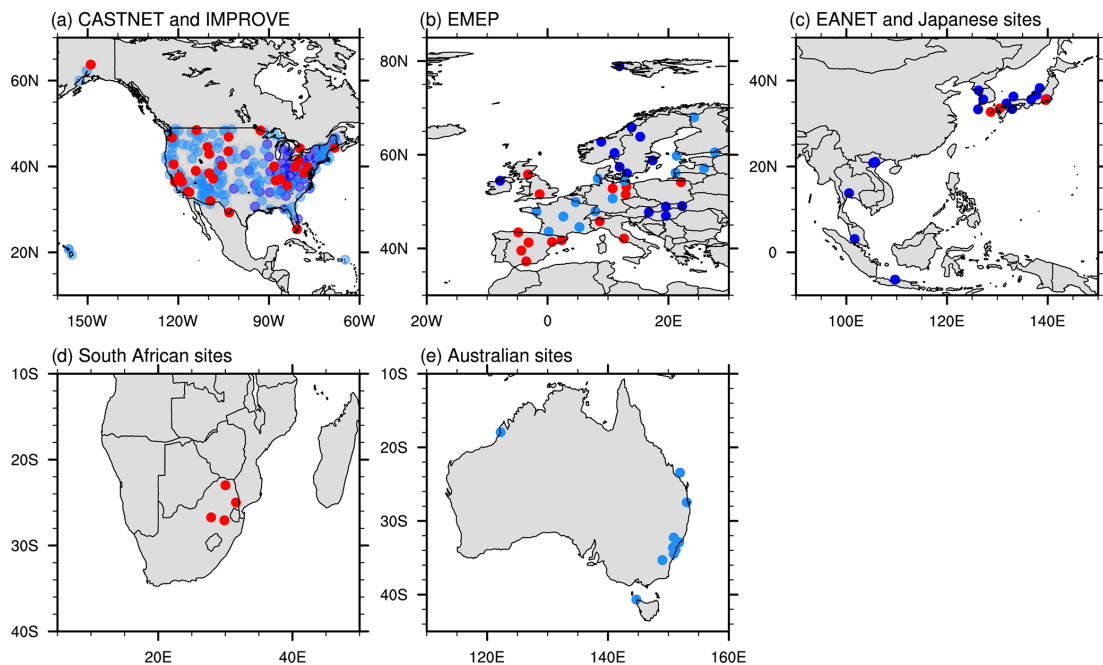 (a) CASTNET and IMPROVE
60N
40N
20N
150W 120W 90W 60W
(b) EMEP
80N
60N
40N
20W 0 20E
(c) EANET and Japanese sites
40N
20N
0
100E 120E 140E
(d) South African sites
10S
20S
30S
40S
20E 40E
(e) Australian sites
10S
20S
30S
40S
120E 140E 160E